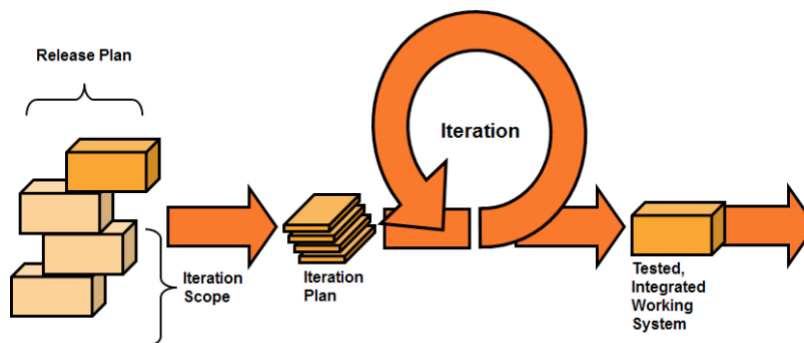 Release Plan
Iteration
Iteration
Scope
Iteration
Plan
Tested,
Integrated
Working
System